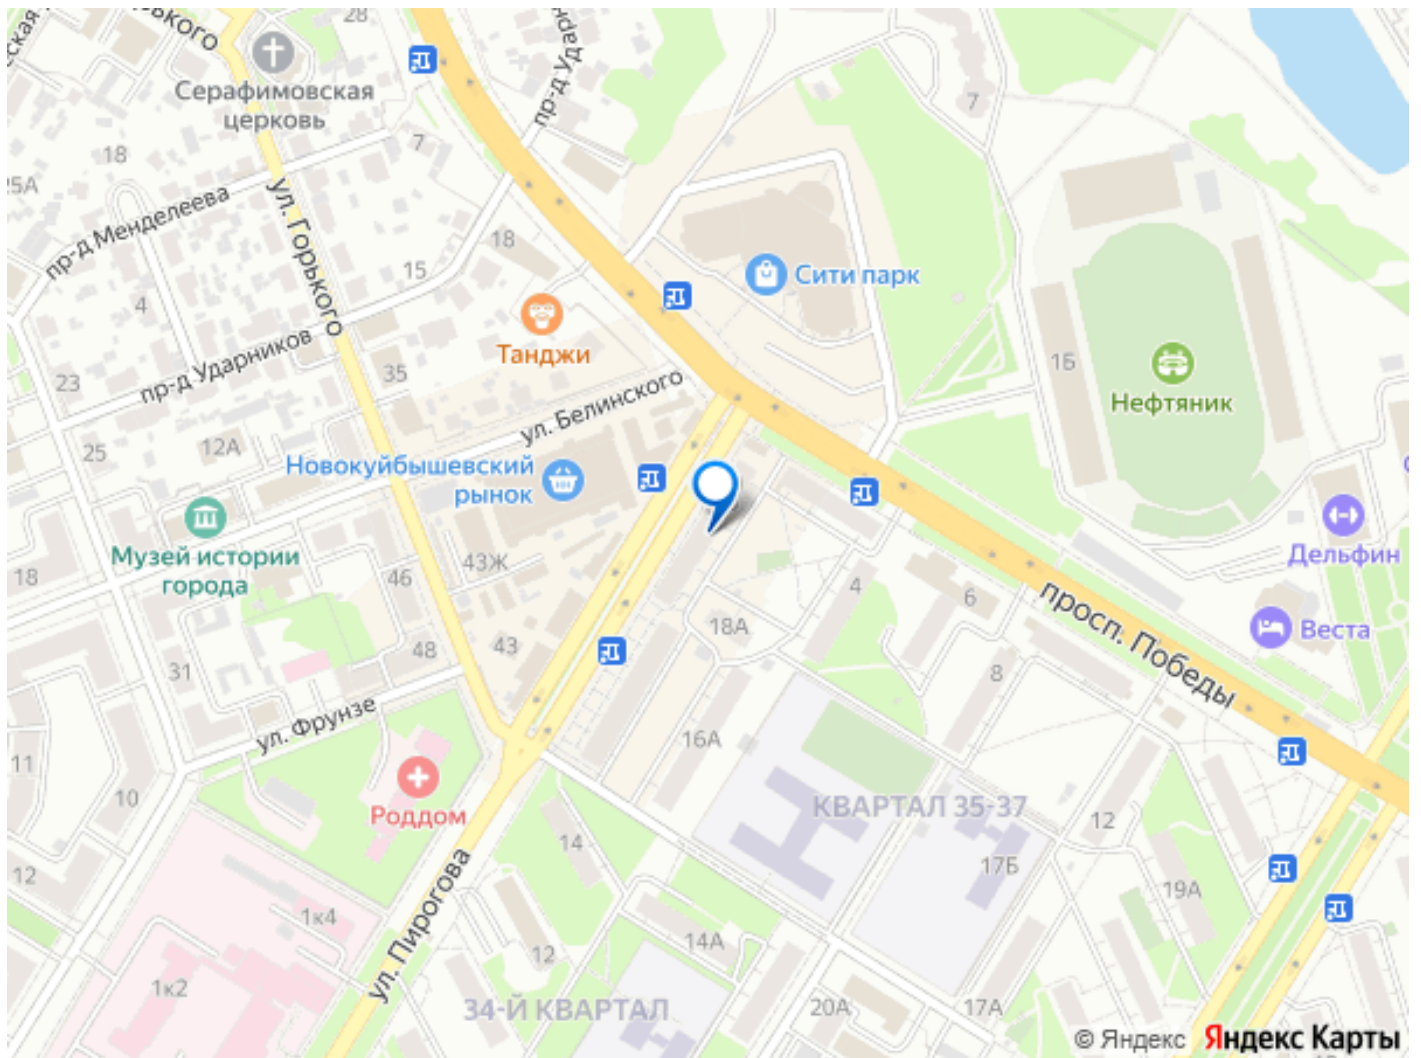 28
ького
Серафимовская
церковь
7
18
25А
пр-д Менделеева
ул. Горького
4
15
18
7
Сити парк
Танджи
пр-д Ударников
23
35
ул. Белинского
1Б
Нефтяник
25
12А
Новокуйбышевский
рынок
Музей истории
города
18
46
43Ж
Дельфин
4
6
просп. Победы
Веста
18А
48
43
31
8
ул. Фрунзе
16А
11
10
Роддом
КВАРТАЛ 35-37
12
14
17Б
12
19А
1к4
ул. Пирогова
14А
12
1к2
34-Й КВАРТАЛ
20А
17А
© Яндекс Яндекс Карты